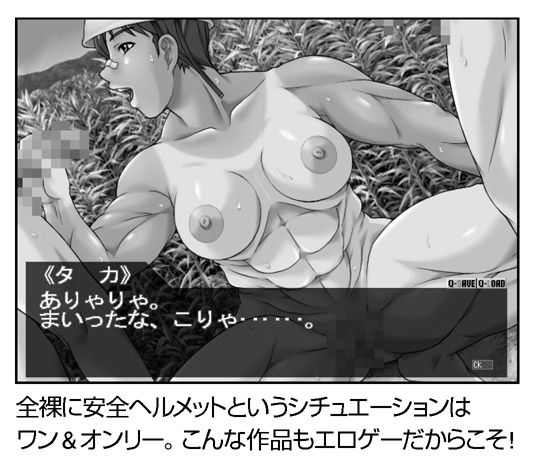 《タ　カ》
ありゃりゃ。
まいったな、こりゃ‥‥‥。
Q-SAVE Q-LOAD
CK
全裸に安全ヘルメットというシチュエーションは
ワン＆オンリー。こんな作品もエロゲーだからこそ!